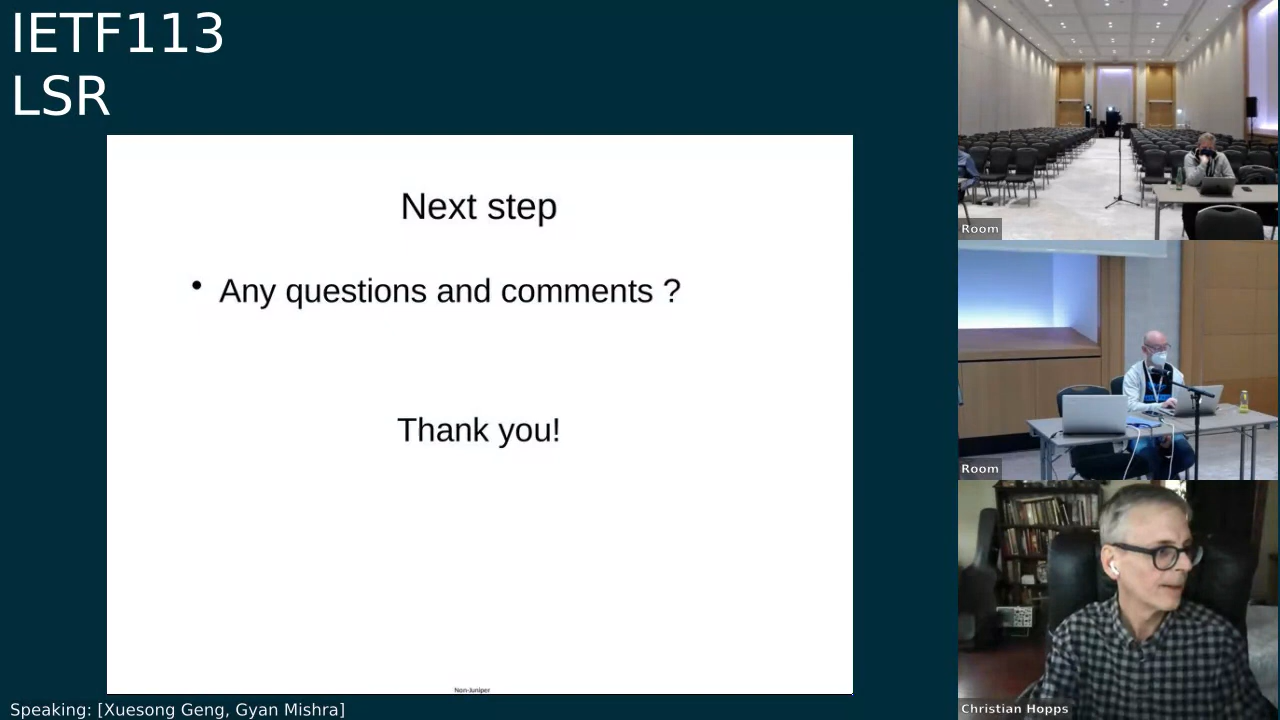 IETF113
LSR
Next step
• Any questions and comments ?
Thank you!
Non-Juniper
Speaking: [Xuesong Geng, Gyan Mishra]
Room
Room
Christian Hopps